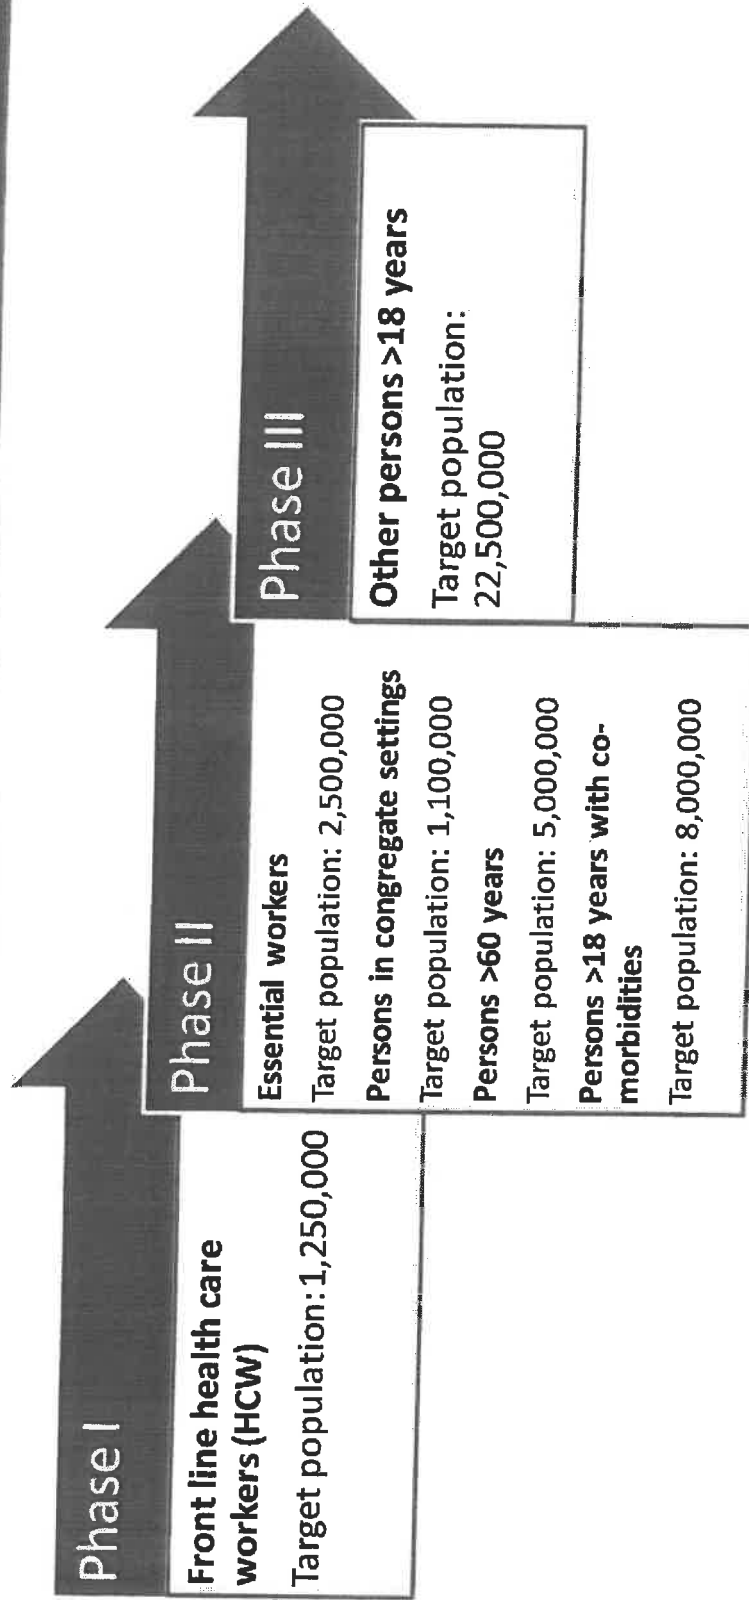 Phase I
Front line health care
workers (HCW)
Target population: 1,250,000
Phase II
Essential workers
Target population: 2,500,000
Persons in congregate settings
Target population: 1,100,000
Persons >60 years
Target population: 5,000,000
Persons >18 years with co-
morbidities
Target population: 8,000,000
Phase III
Other persons >18 years
Target population:
22,500,000